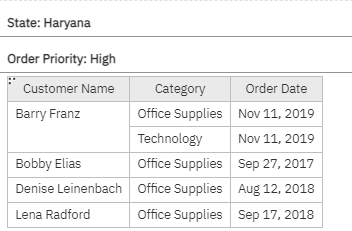 State: Haryana
Order Priority: High
Customer Name Category Order Date
Barry Franz Office Supplies Nov 11, 2019
Technology Nov 11, 2019
Bobby Elias Office Supplies Sep 27, 2017
Denise Leinenbach Office Supplies Aug 12, 2018
Lena Radford Office Supplies Sep 17, 2018